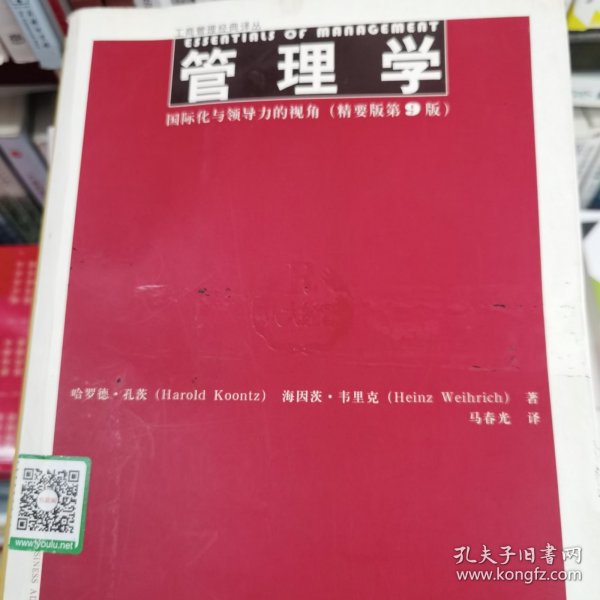 工商管理经典译丛
ESSENTIALS OF MANAGEMENT
管理学
国际化与领导力的视角（精要版第9版）
哈罗德·孔茨（Harold Koontz） 海因茨·韦里克（Heinz Weihrich） 著
马春光 译
www.youlu.net
孔夫子旧书网
www.kongfz.com